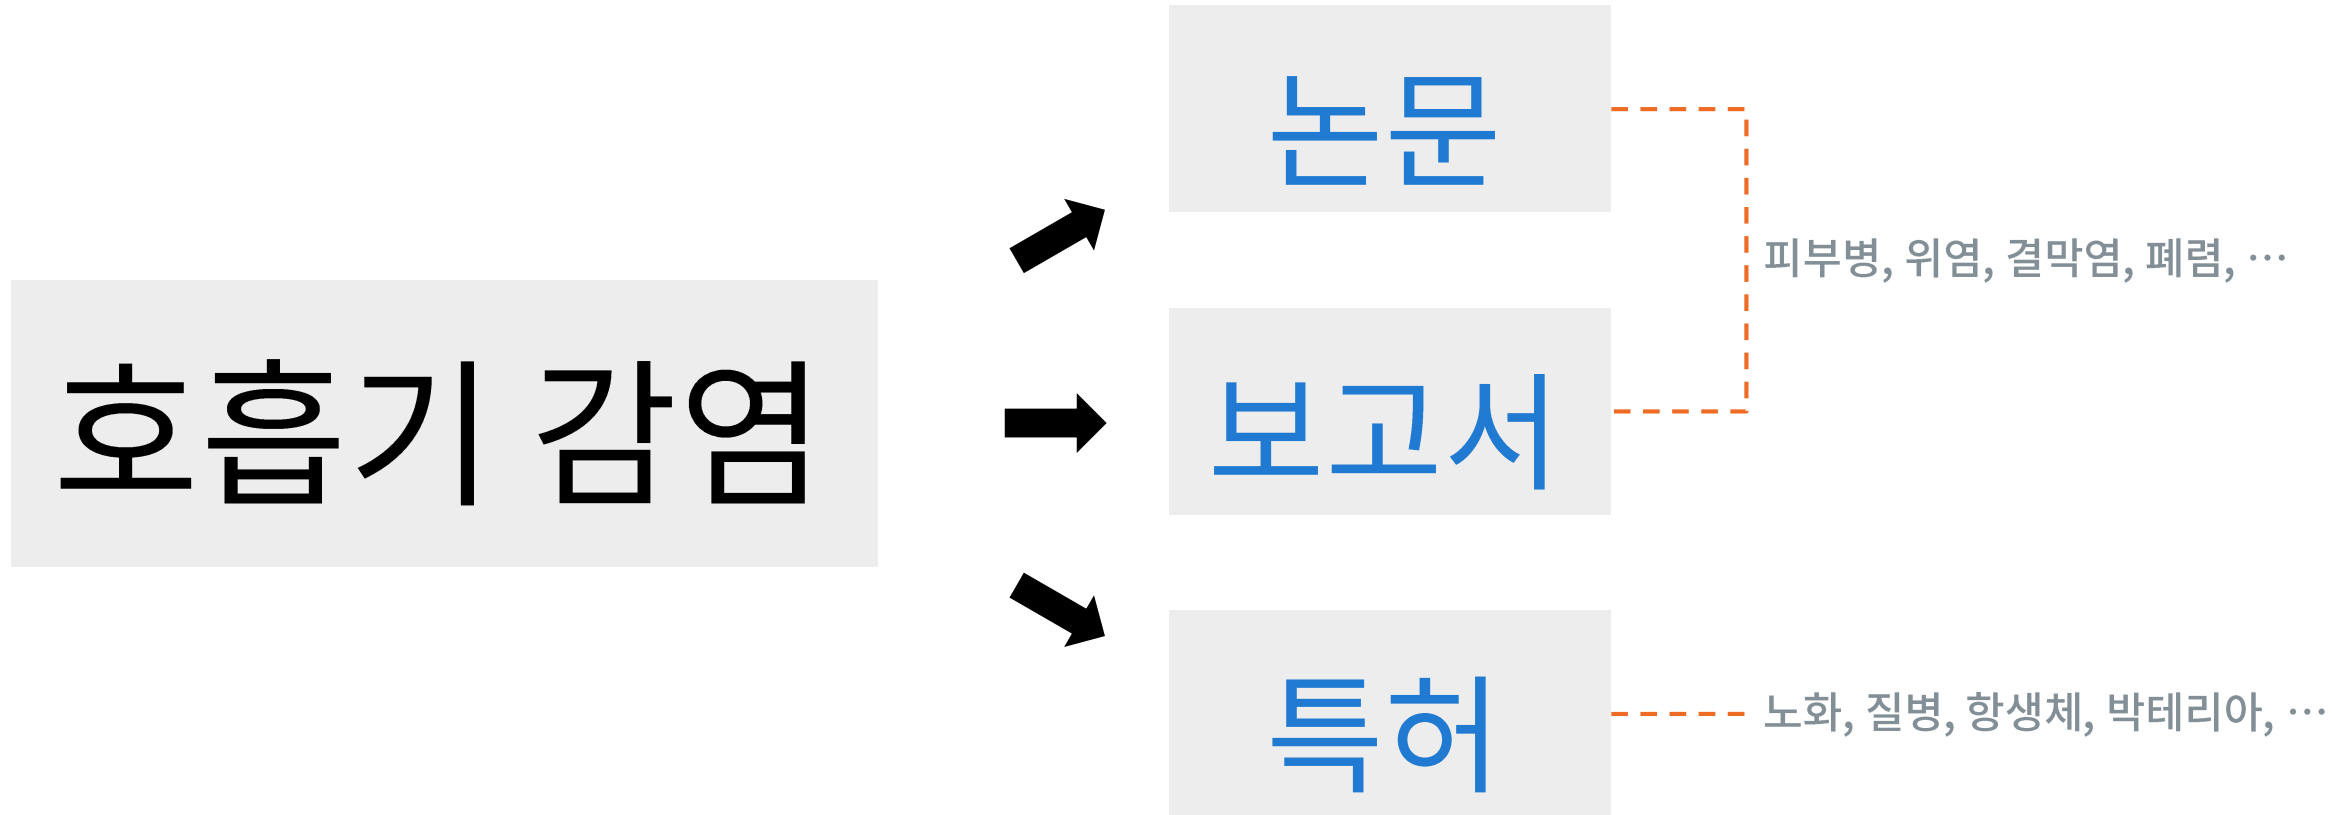 호흡기 감염
논문
보고서
특허
피부병, 위염, 결막염, 폐렴, ···
노화, 질병, 항생체, 박테리아, ···